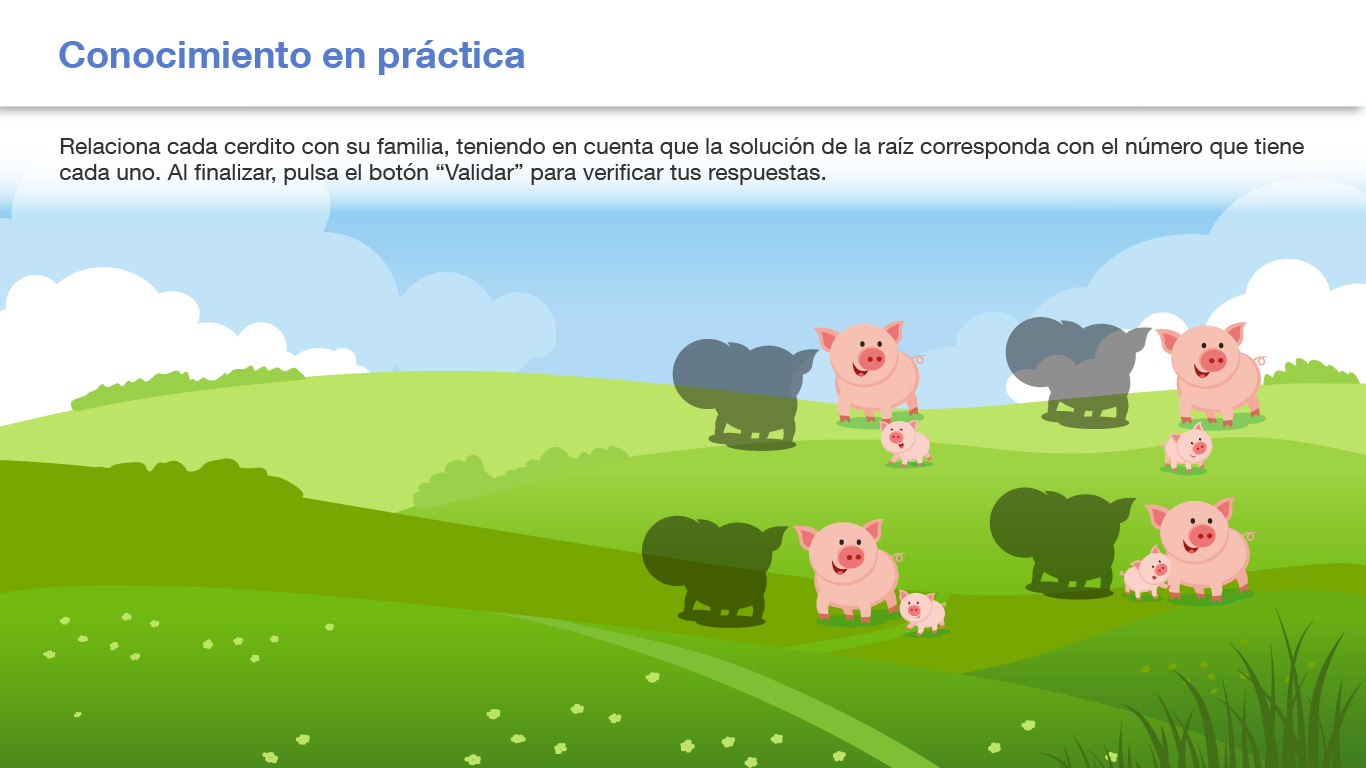 Conocimiento en práctica
Relaciona cada cerdito con su familia, teniendo en cuenta que la solución de la raíz corresponda con el número que tiene
cada uno. Al finalizar, pulsa el botón “Validar” para verificar tus respuestas.